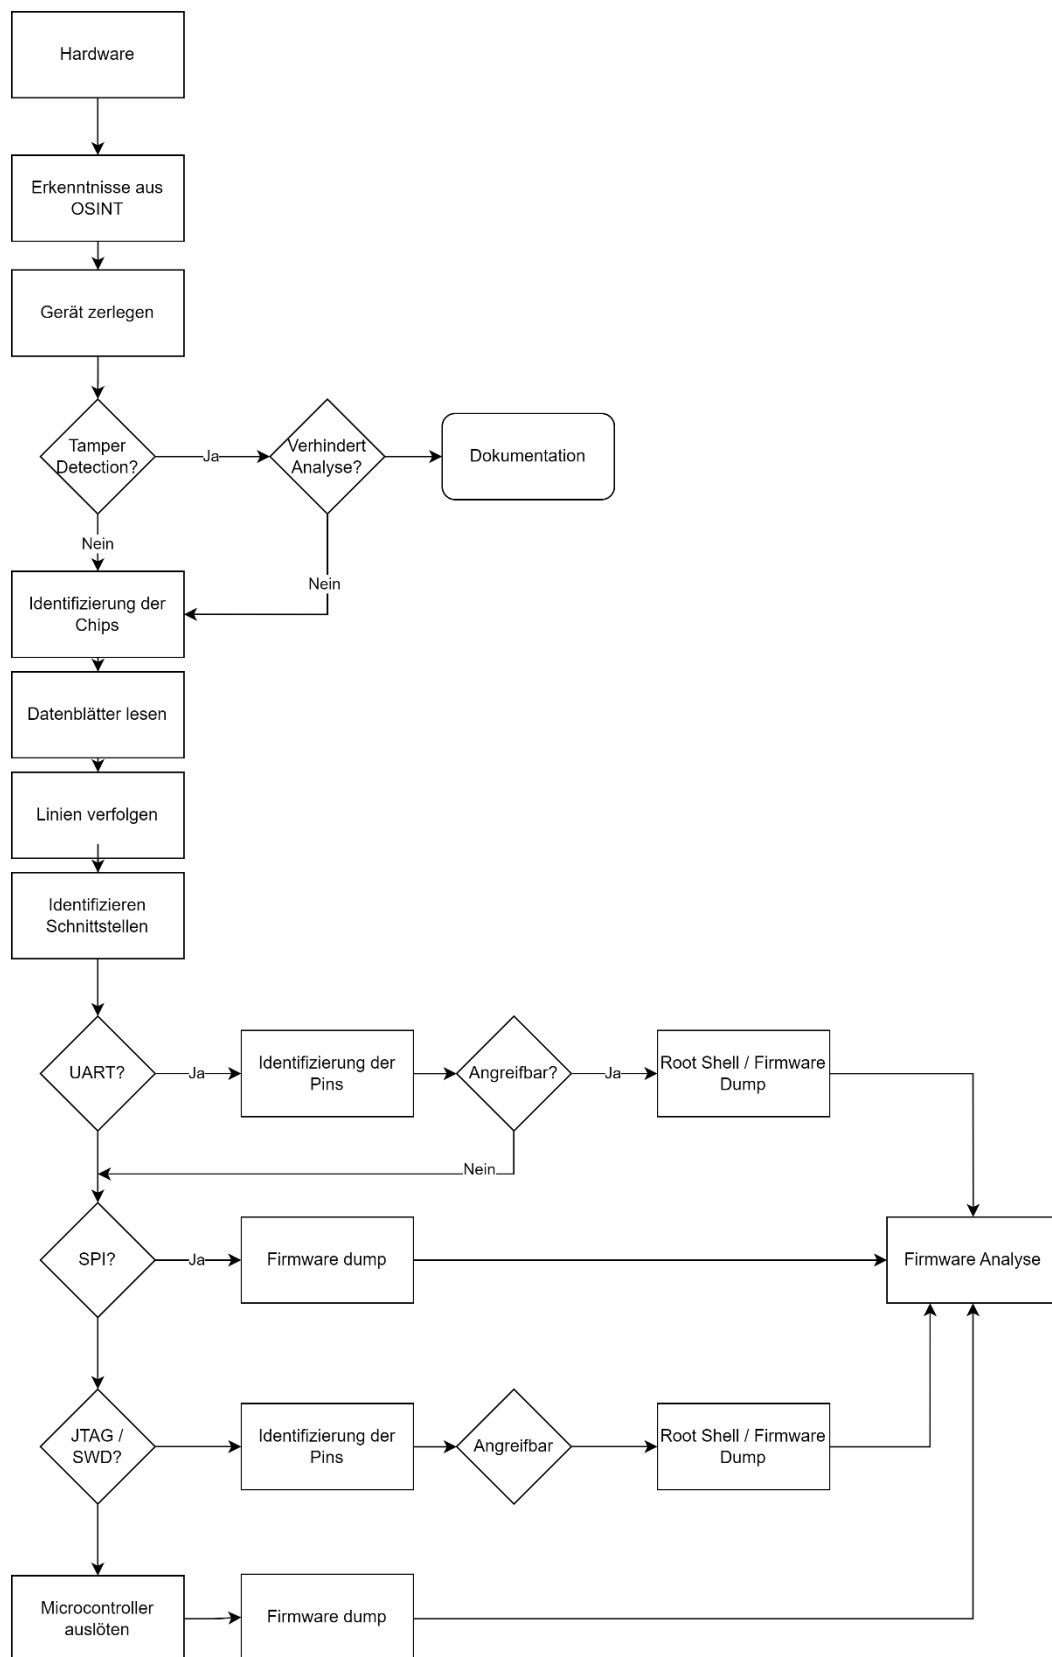 Hardware
Erkenntnisse aus
OSINT
Gerät zerlegen
Tamper
Detection?
Ja
Verhindert
Analyse?
Dokumentation
Nein
Nein
Identifizierung der
Chips
Datenblätter lesen
Linien verfolgen
Identifizieren
Schnittstellen
UART?
Ja
Identifizierung der
Pins
Angreifbar?
Ja
Root Shell / Firmware
Dump
Nein
SPI?
Ja
Firmware dump
Firmware Analyse
JTAG /
SWD?
Identifizierung der
Pins
Angreifbar
Root Shell / Firmware
Dump
Microcontroller
auslöten
Firmware dump